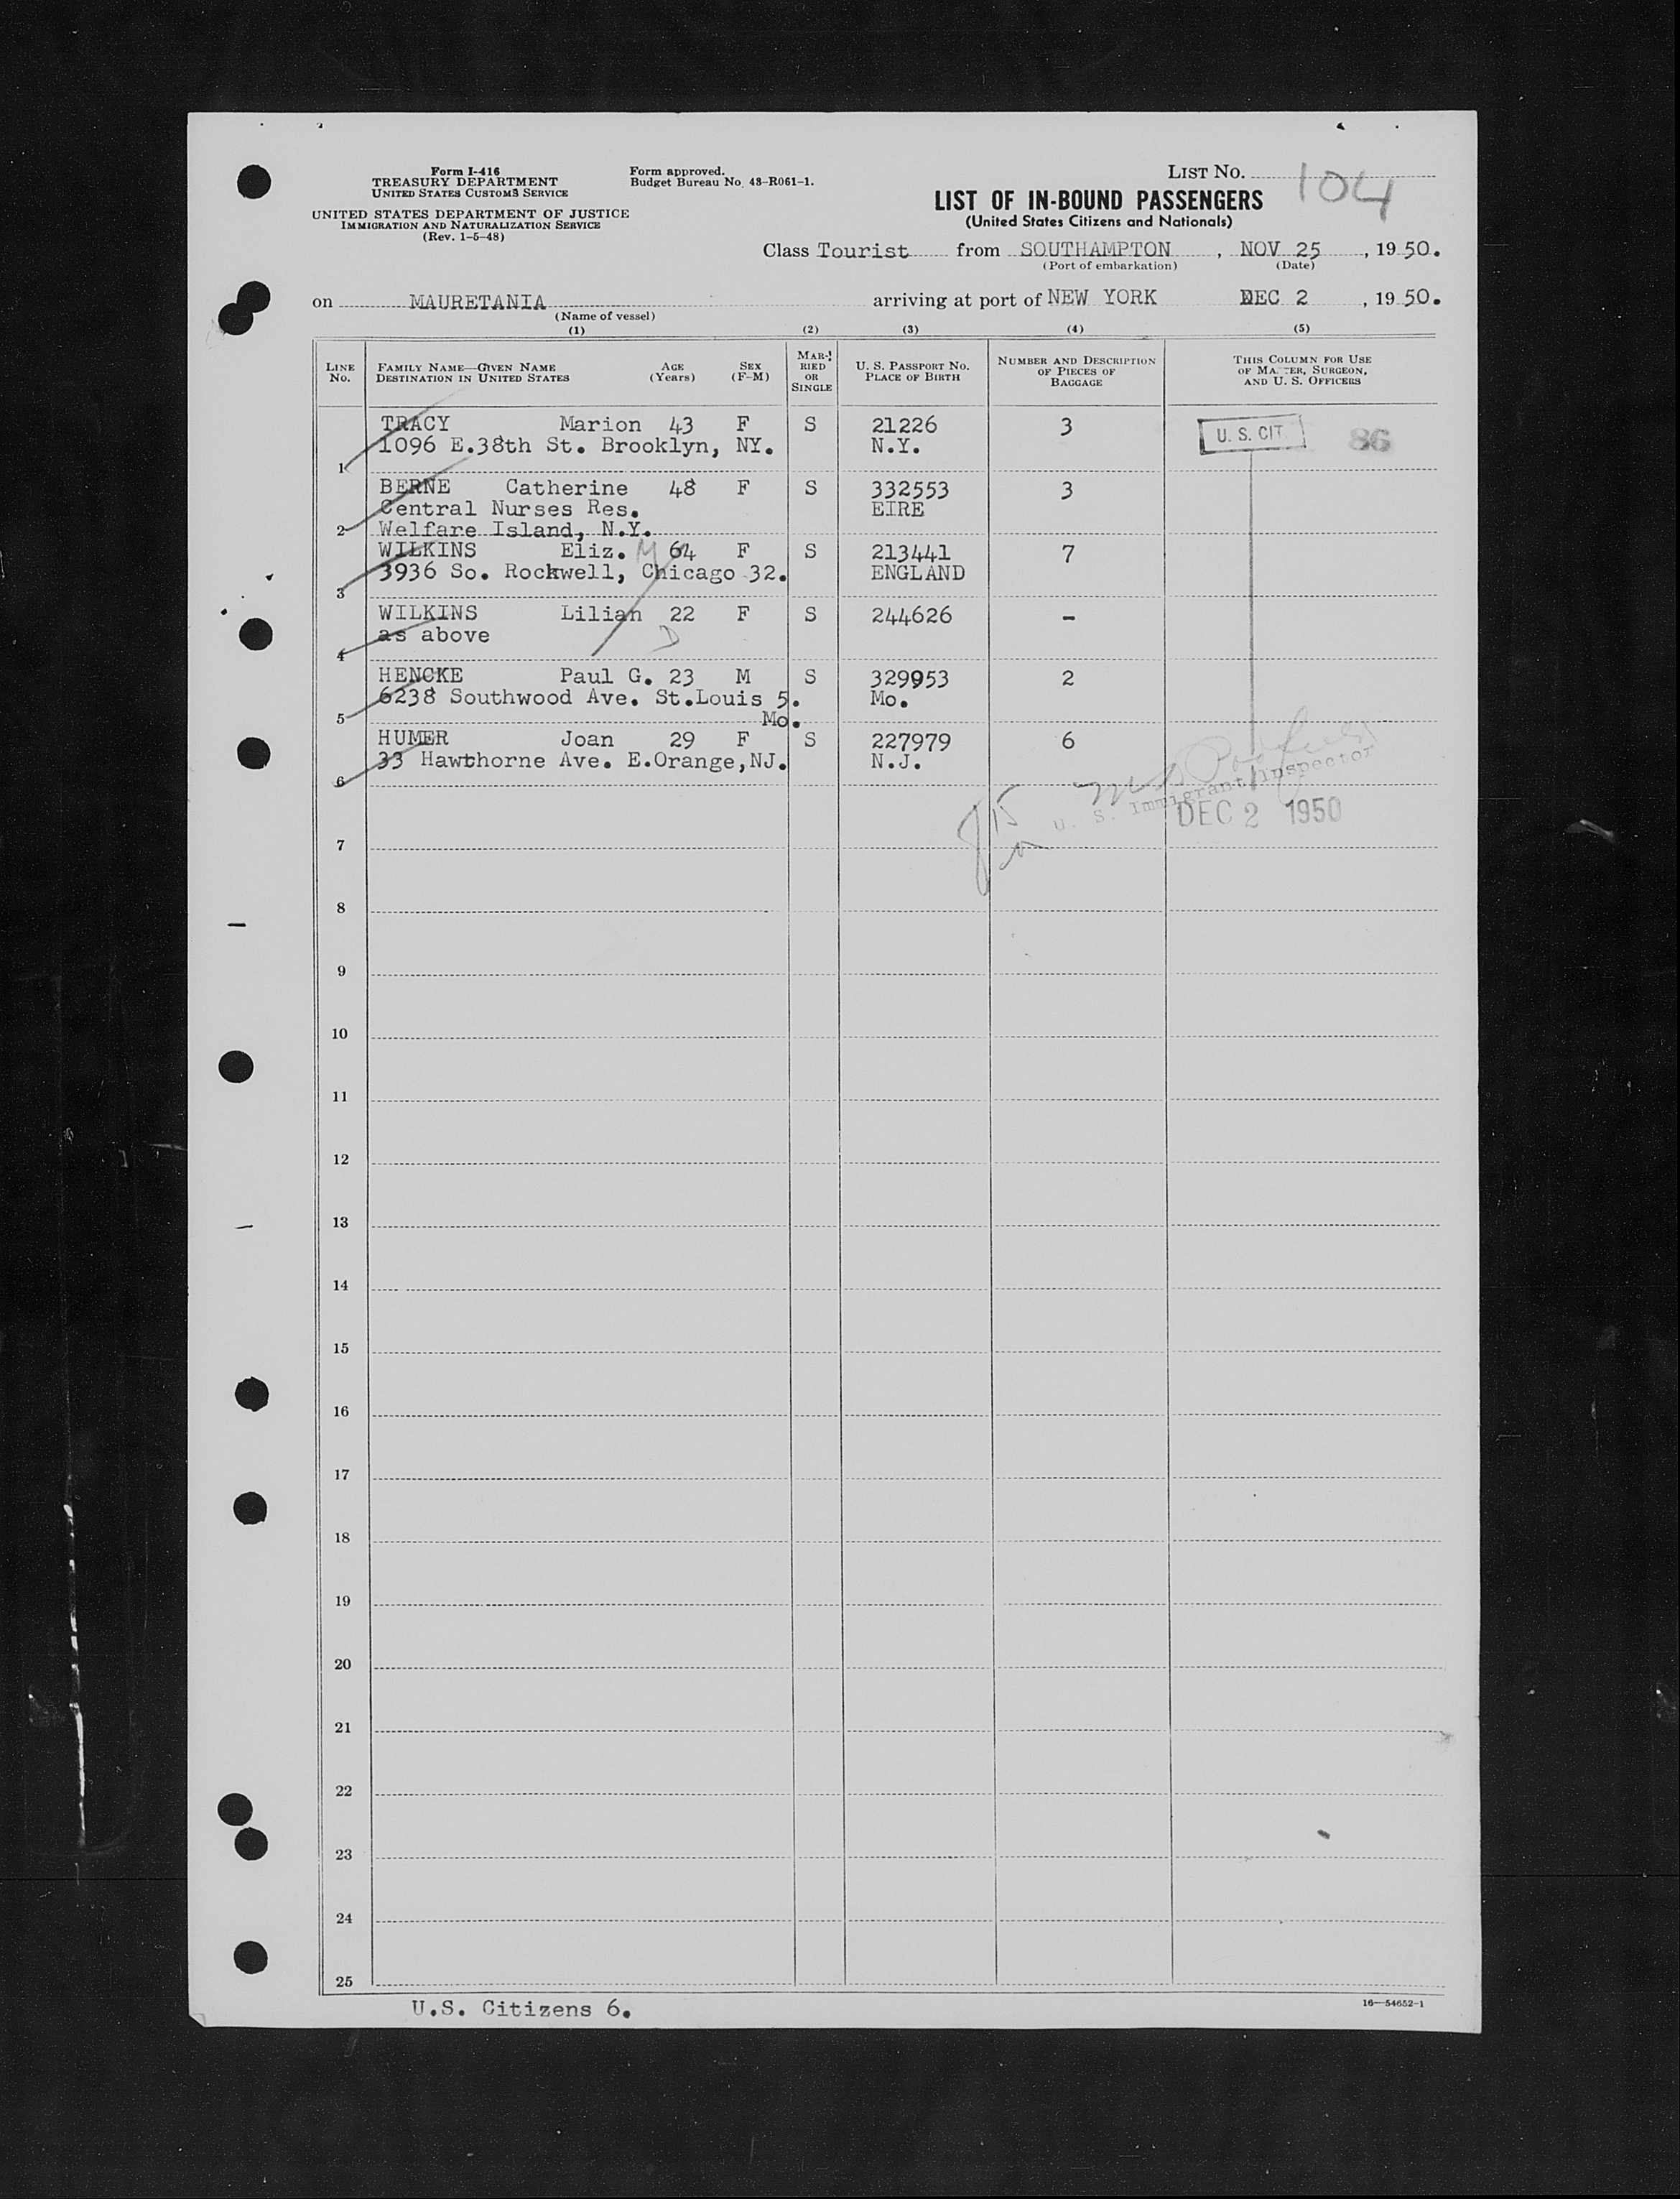 Form I-416
TREASURY DEPARTMENT
UNITED STATES CUSTOMS SERVICE
UNITED STATES DEPARTMENT OF JUSTICE
IMMIGRATION AND NATURALIZATION SERVICE
(Rev. 1-5-48)
Form approved.
Budget Bureau No. 43-R061-1.
LIST No. 104
LIST OF IN-BOUND PASSENGERS
(United States Citizens and Nationals)
Class Tourist from SOUTHAMPTON, NOV 25, 1950.
(Port of embarkation) (Date)
on MAURETANIA arriving at port of NEW YORK DEC 2, 1950.
(Name of vessel)
(1) (2) (3) (4) (5)
LINE No.
FAMILY NAME—GIVEN NAME
DESTINATION IN UNITED STATES
AGE (Years)
SEX (F-M)
MARRIED OR SINGLE
U. S. PASSPORT NO.
PLACE OF BIRTH
NUMBER AND DESCRIPTION OF PIECES OF BAGGAGE
THIS COLUMN FOR USE OF MASTER, SURGEON, AND U. S. OFFICERS
TRACY Marion 43 F S 21226 3 U. S. CIT. 86
1 1096 E.38th St. Brooklyn, NY. N.Y.
BERNE Catherine 48 F S 332553 3
Central Nurses Res. EIRE
2 Welfare Island, N.Y.
WILKINS Eliz. M 64 F S 213441 7
3 3936 So. Rockwell, Chicago 32. ENGLAND
WILKINS Lilian 22 F S 244626 -
4 as above D
HENCKE Paul G. 23 M S 329953 2
6238 Southwood Ave. St.Louis 5. Mo.
5 Mo.
HUMER Joan 29 F S 227979 6
6 33 Hawthorne Ave. E.Orange,NJ. N.J.
U. S. Immigrant Inspector
DEC 2 1950
7
8
9
10
11
12
13
14
15
16
17
18
19
20
21
22
23
24
25
U.S. Citizens 6.
16—54652-1